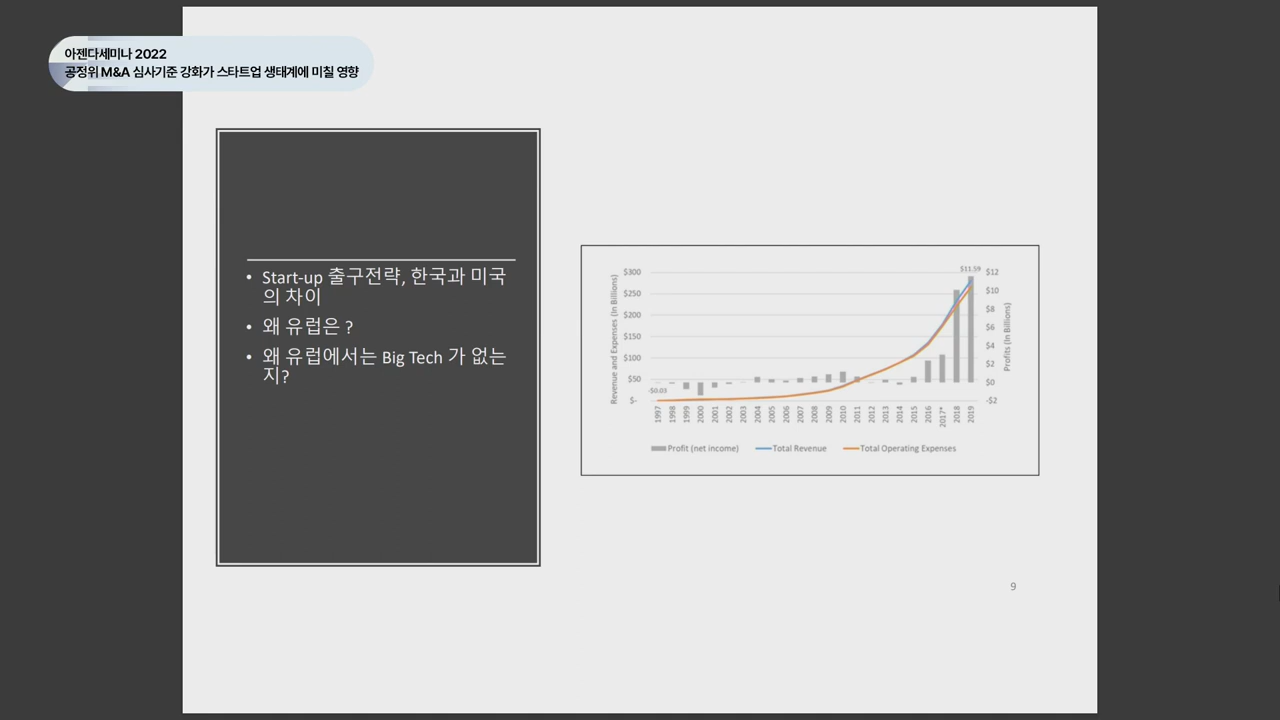 아젠다세미나 2022
공정위 M&A 심사기준 강화가 스타트업 생태계에 미칠 영향
• Start-up 출구전략, 한국과 미국
의 차이
• 왜 유럽은 ?
• 왜 유럽에서는 Big Tech 가 없는
지?
Revenue and Expenses (In Billions)
$300
$250
$200
$150
$100
$50
$-
-$0.03
$11.59
$12
$10
$8
$6
$4
$2
$0
-$2
Profits (In Billions)
1997 1998 1999 2000 2001 2002 2003 2004 2005 2006 2007 2008 2009 2010 2011 2012 2013 2014 2015 2016 2017* 2018 2019
Profit (net income) Total Revenue Total Operating Expenses
9